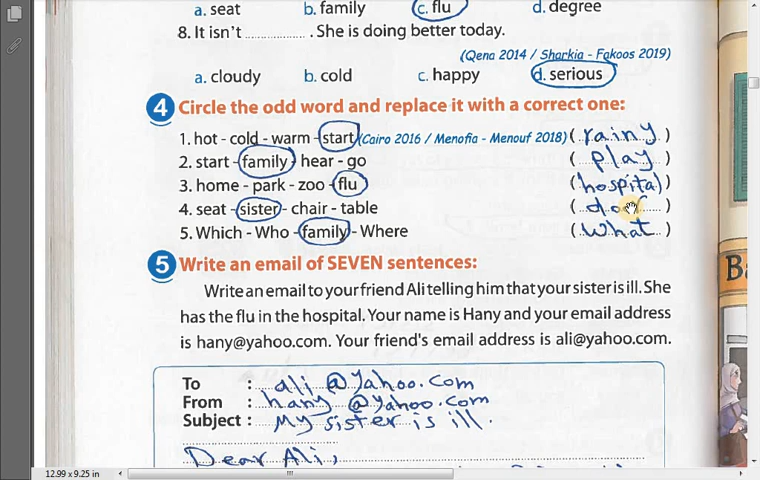 a. seat b. family c. flu d. degree
8. It isn't ............... . She is doing better today.
(Qena 2014 / Sharkia - Fakoos 2019)
a. cloudy b. cold c. happy d. serious
4 Circle the odd word and replace it with a correct one:
1. hot - cold - warm - start (Cairo 2016 / Menofia - Menouf 2018) (rainy)
2. start - family - hear - go (play)
3. home - park - zoo - flu (hospital)
4. seat - sister - chair - table ( )
5. Which - Who - family - Where (What)
5 Write an email of SEVEN sentences:
Write an email to your friend Ali telling him that your sister is ill. She
has the flu in the hospital. Your name is Hany and your email address
is hany@yahoo.com. Your friend's email address is ali@yahoo.com.
To : ali @Yahoo.com
From : hany @Yahoo.com
Subject : My sister is ill.
Dear Ali,
12.99 x 9.25 in